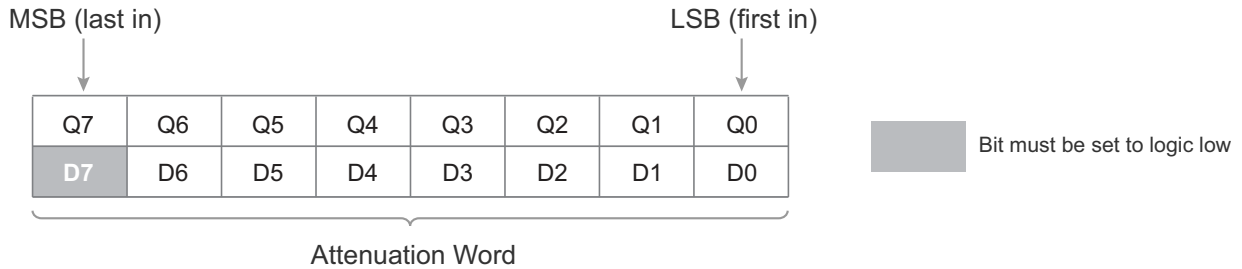 MSB (last in) LSB (first in)
Q7 Q6 Q5 Q4 Q3 Q2 Q1 Q0
D7 D6 D5 D4 D3 D2 D1 D0
Bit must be set to logic low
Attenuation Word